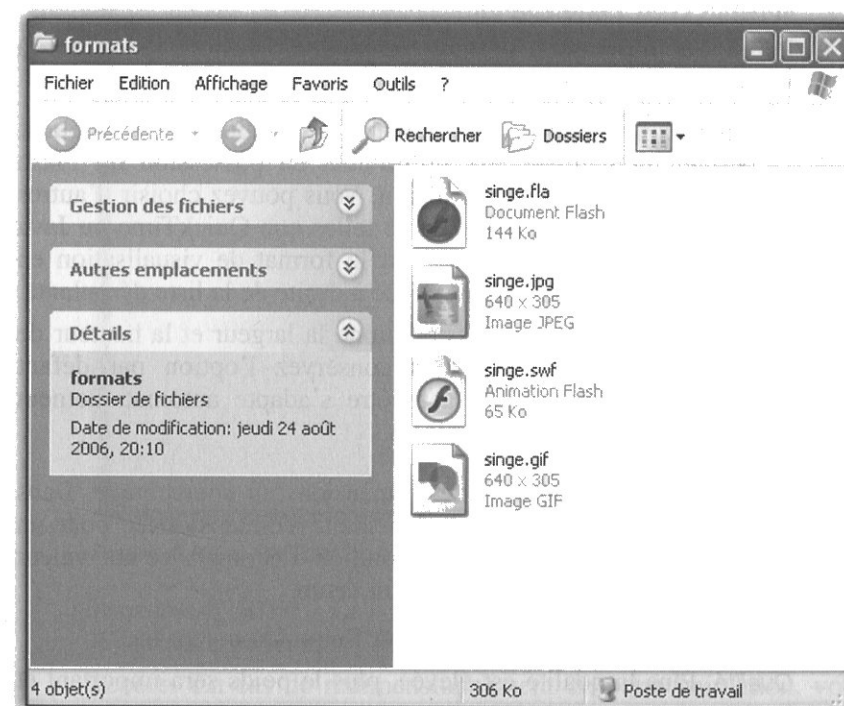 formats
Fichier Edition Affichage Favoris Outils ?
Précédente Rechercher Dossiers
Gestion des fichiers
Autres emplacements
Détails
formats
Dossier de fichiers
Date de modification: jeudi 24 août
2006, 20:10
singe.fla
Document Flash
144 Ko
singe.jpg
640 x 305
Image JPEG
singe.swf
Animation Flash
65 Ko
singe.gif
640 x 305
Image GIF
4 objet(s) 306 Ko Poste de travail